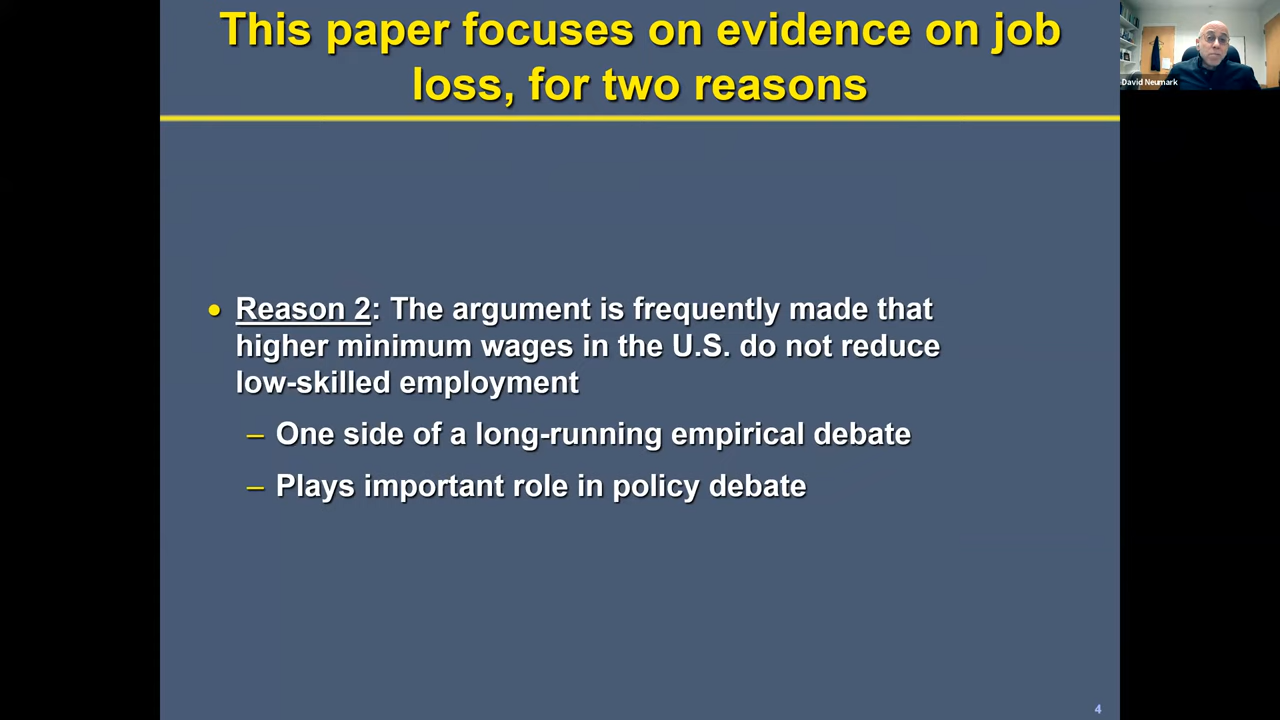 This paper focuses on evidence on job
loss, for two reasons
David Neumark
• Reason 2: The argument is frequently made that
higher minimum wages in the U.S. do not reduce
low-skilled employment
– One side of a long-running empirical debate
– Plays important role in policy debate
4